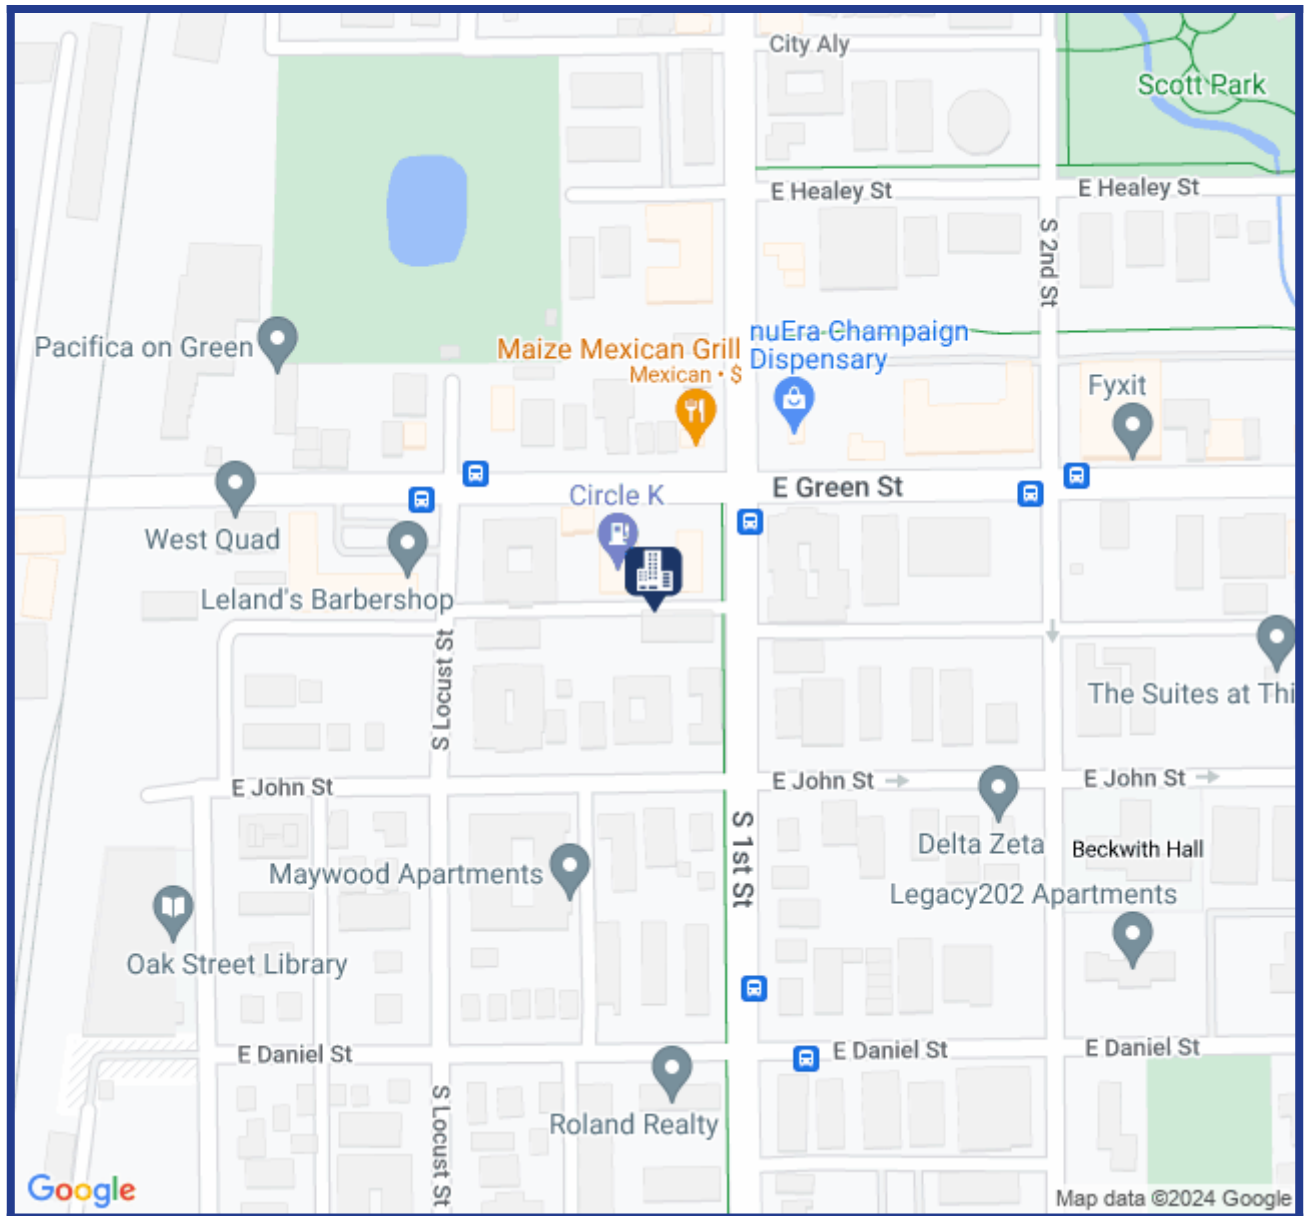 City Aly
Scott Park
E Healey St
E Healey St
S 2nd St
Pacifica on Green
Maize Mexican Grill
Mexican • $
nuEra Champaign
Dispensary
Fyxit
E Green St
Circle K
West Quad
Leland's Barbershop
S Locust St
The Suites at Thi
E John St
E John St
E John St
S 1st St
Delta Zeta
Beckwith Hall
Maywood Apartments
Legacy202 Apartments
Oak Street Library
E Daniel St
E Daniel St
E Daniel St
S Locust St
Roland Realty
Google
Map data ©2024 Google